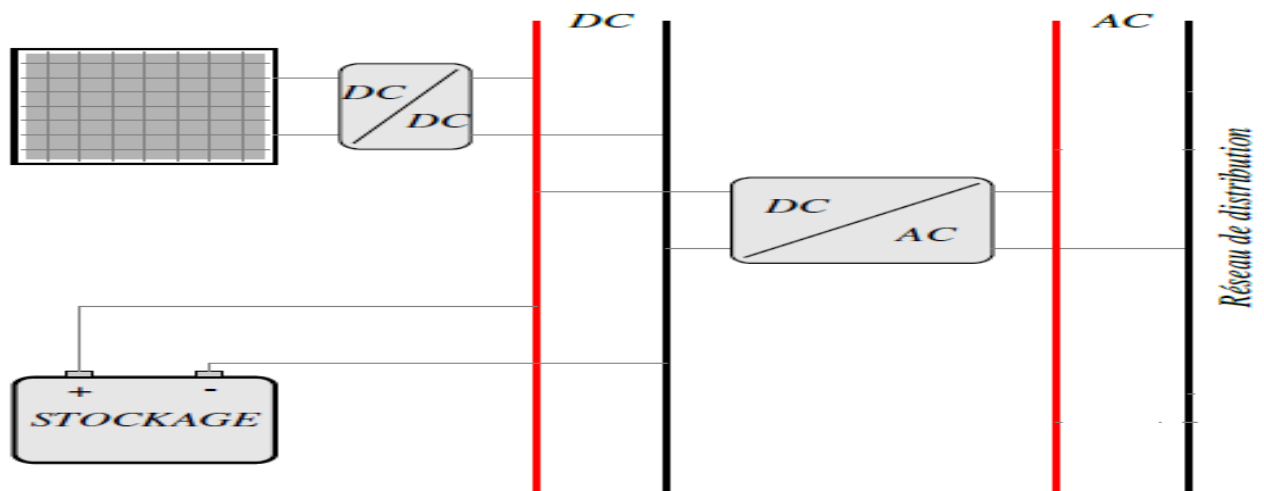 DC
AC
DC
DC
DC
AC
Réseau de distribution
+
-
STOCKAGE